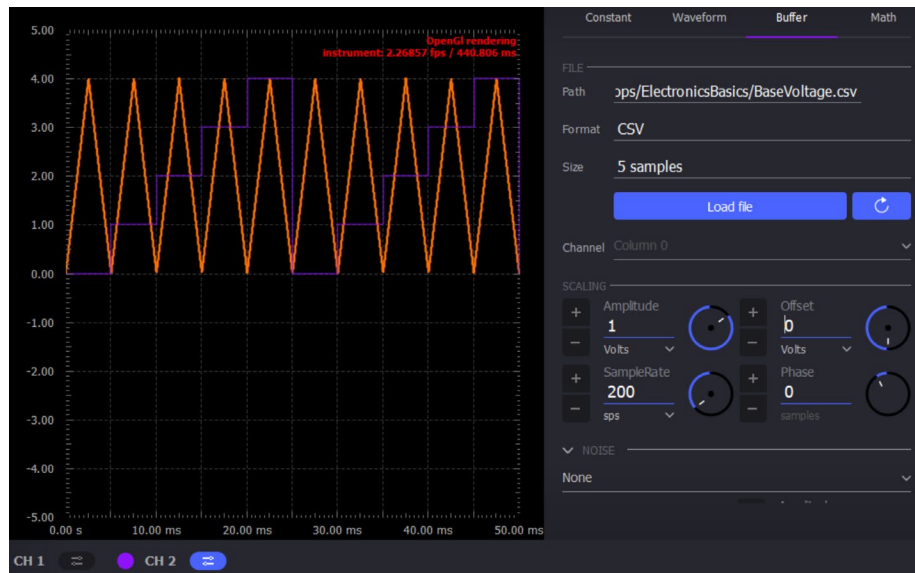 Constant Waveform Buffer Math
5.00
OpenGl rendering
instrument: 2.26857 fps / 440.806 ms
4.00
3.00
2.00
1.00
0.00
-1.00
-2.00
-3.00
-4.00
-5.00
0.00 s 10.00 ms 20.00 ms 30.00 ms 40.00 ms 50.00 ms
CH 1 CH 2
FILE
Path ops/ElectronicsBasics/BaseVoltage.csv
Format CSV
Size 5 samples
Load file
Channel Column 0
SCALING
+ Amplitude + Offset
1 0
− Volts − Volts
+ SampleRate + Phase
200 0
− sps − samples
NOISE
None